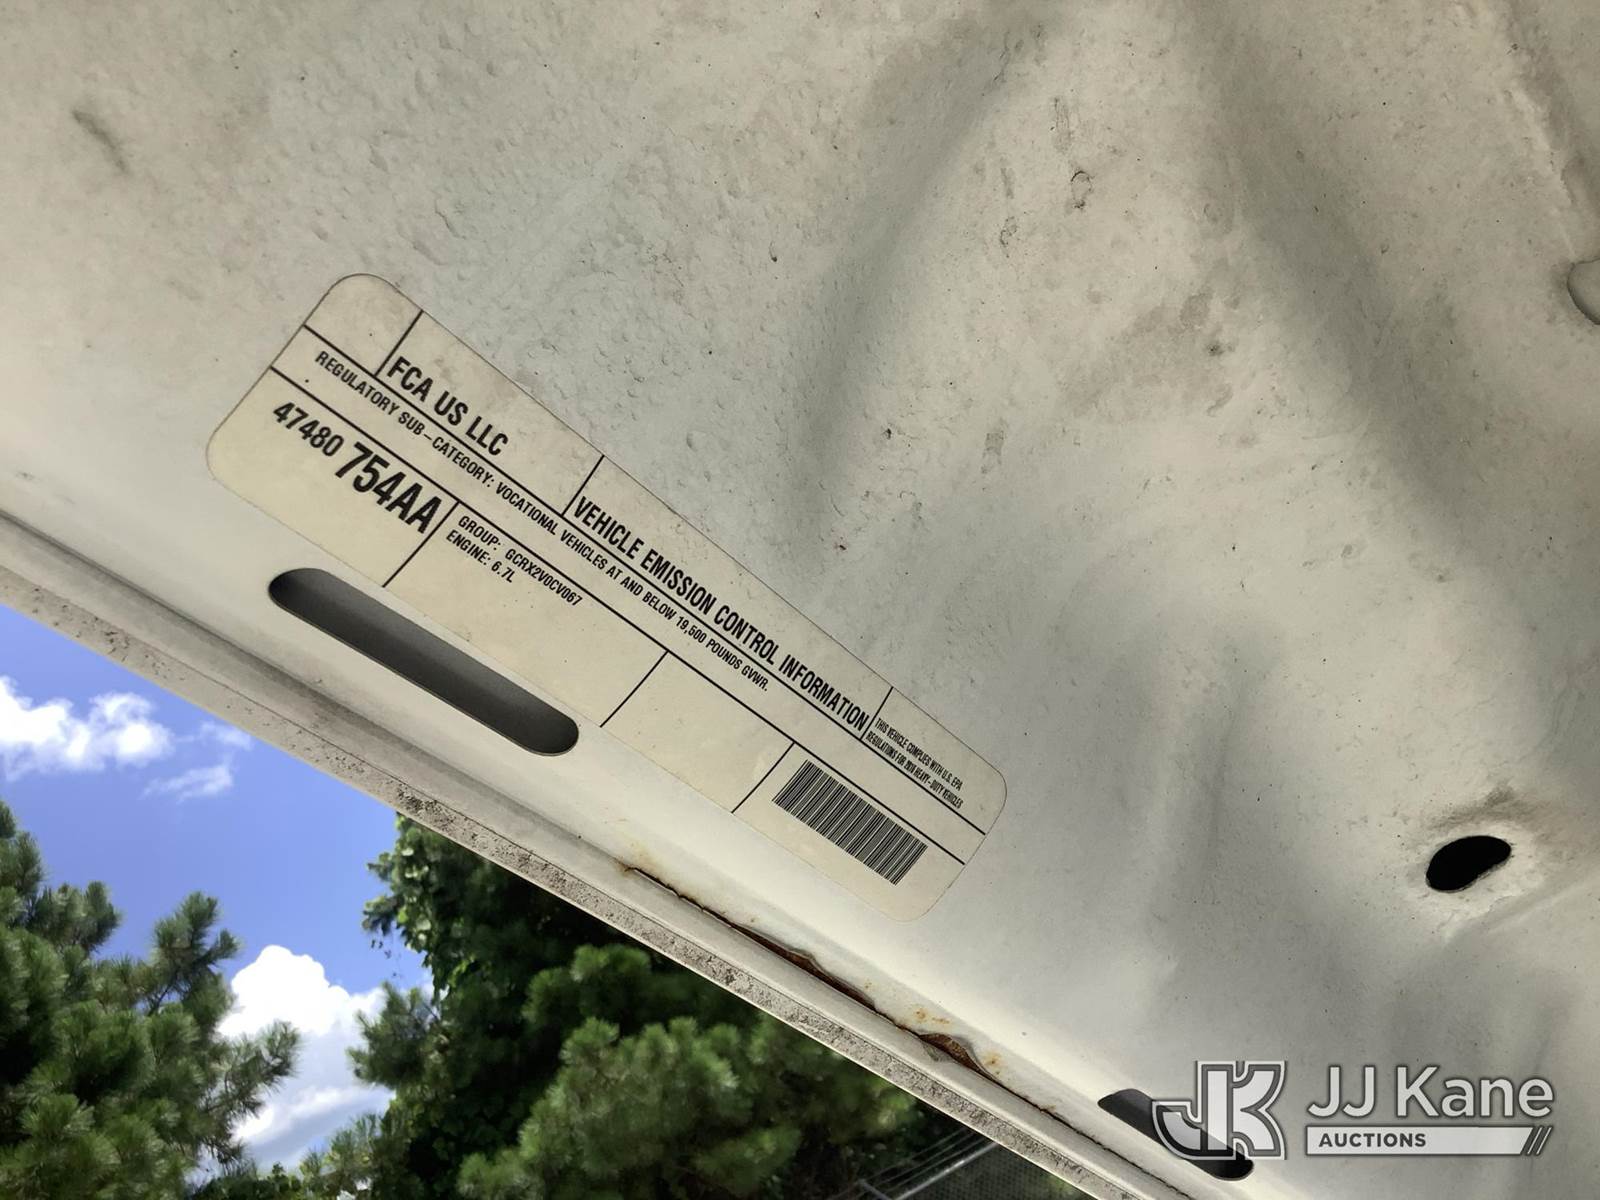 FCA US LLC
VEHICLE EMISSION CONTROL INFORMATION
THIS VEHICLE COMPLIES WITH U.S. EPA
REGULATIONS FOR 2016 HEAVY-DUTY VEHICLES
REGULATORY SUB-CATEGORY: VOCATIONAL VEHICLES AT AND BELOW 19,500 POUNDS GVWR.
47480 754AA
GROUP: GCRX2V0CV067
ENGINE: 6.7L
JK JJ Kane
AUCTIONS